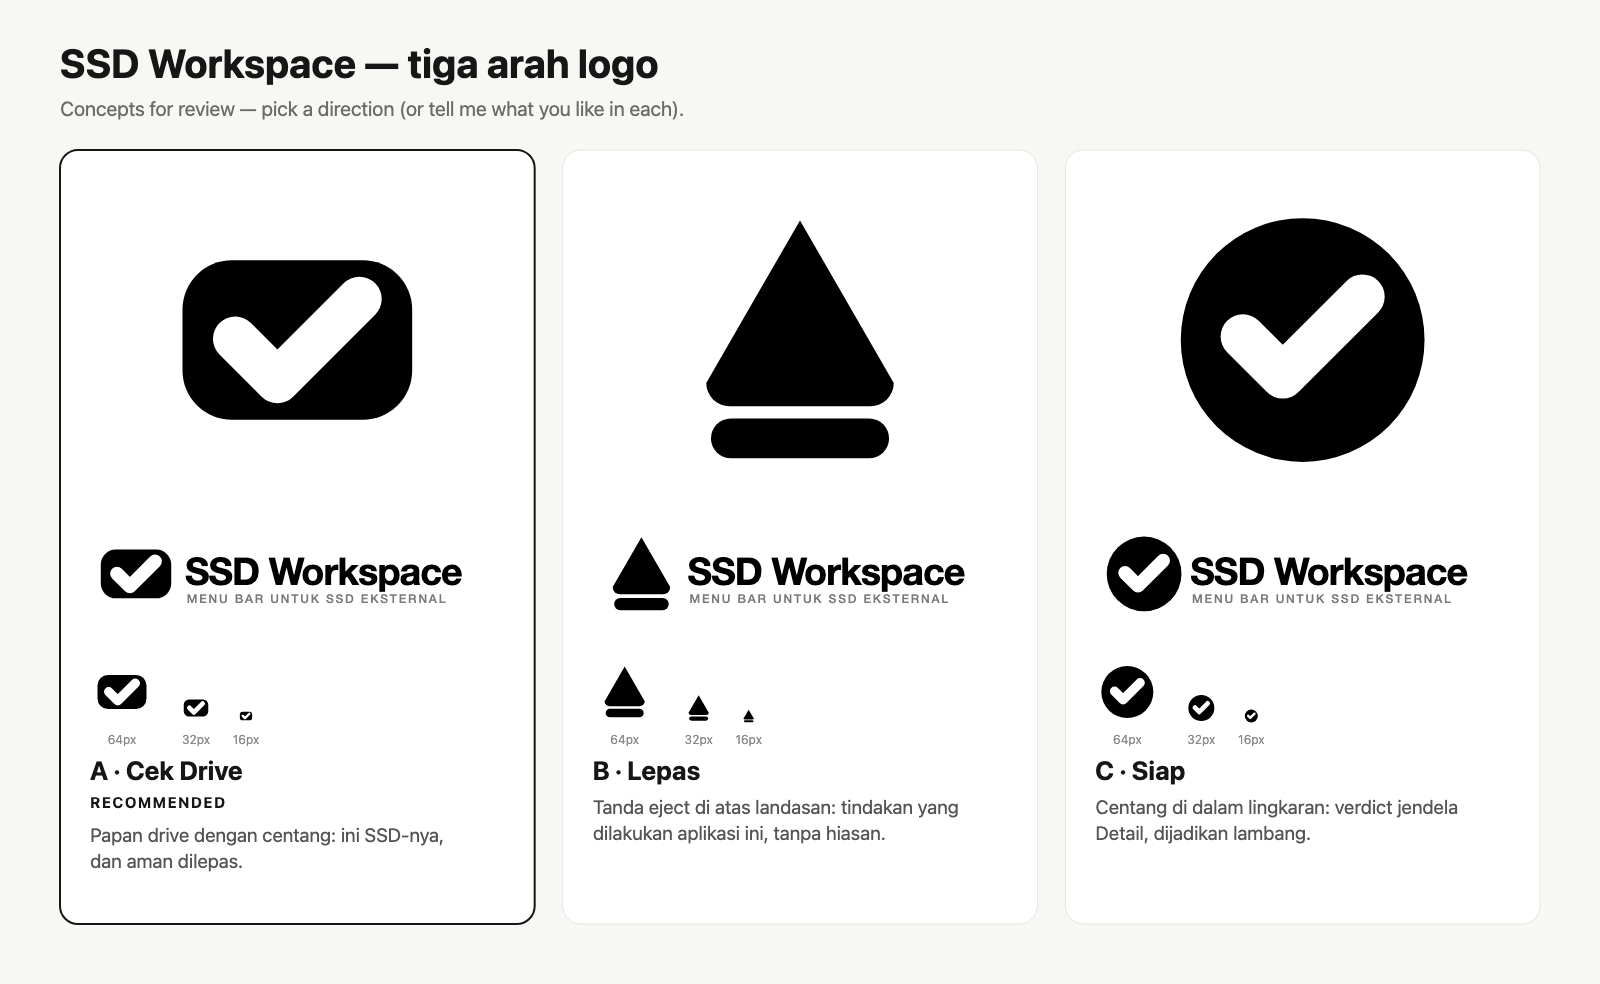 SSD Workspace — tiga arah logo
Concepts for review — pick a direction (or tell me what you like in each).
SSD Workspace
MENU BAR UNTUK SSD EKSTERNAL
64px 32px 16px
A · Cek Drive
RECOMMENDED
Papan drive dengan centang: ini SSD-nya,
dan aman dilepas.
SSD Workspace
MENU BAR UNTUK SSD EKSTERNAL
64px 32px 16px
B · Lepas
Tanda eject di atas landasan: tindakan yang
dilakukan aplikasi ini, tanpa hiasan.
SSD Workspace
MENU BAR UNTUK SSD EKSTERNAL
64px 32px 16px
C · Siap
Centang di dalam lingkaran: verdict jendela
Detail, dijadikan lambang.